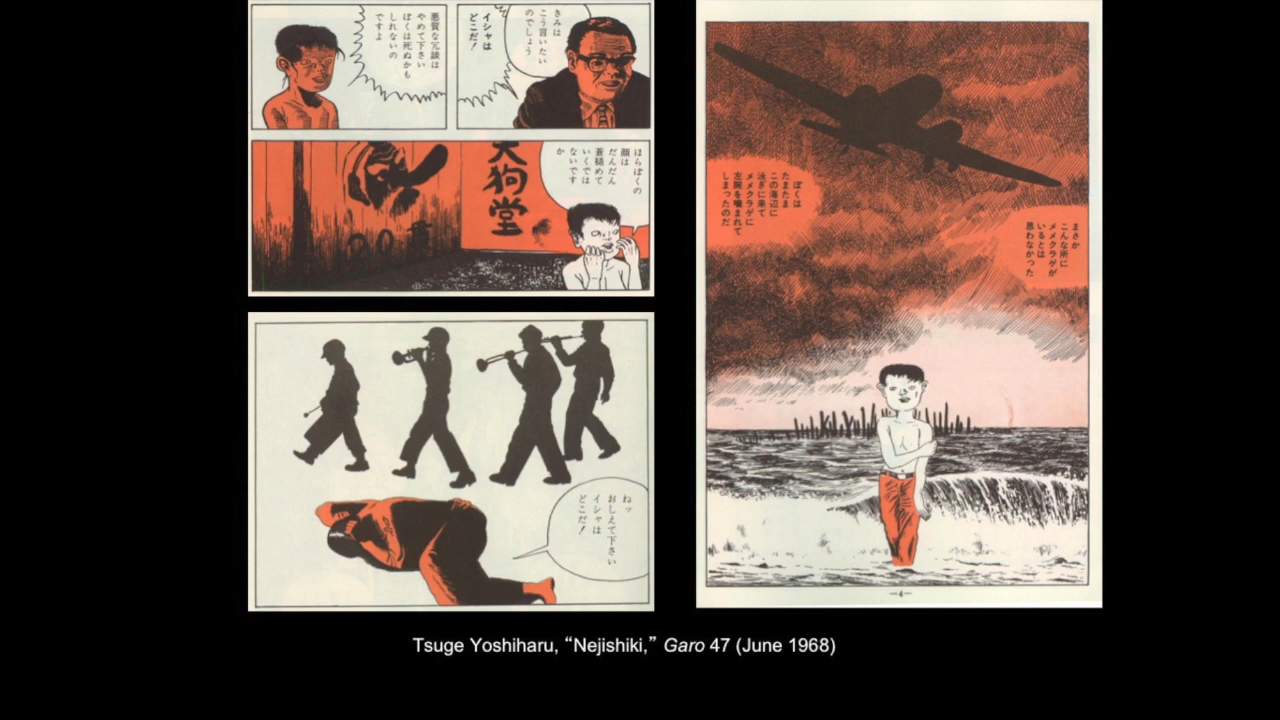 きみは
こう言いたい
のでしょう
イシャは
どこだ!
悪質な冗談は
やめて下さい
ぼくは死ぬかも
しれないの
ですよ
ほらぼくの
顔は
だんだん
蒼褪めて
いくでは
ないです
か
天狗堂
ねッ
おしえて下さい
イシャは
どこだ!
まさか
こんな所に
メメクラゲが
いるとは
思わなかった
ぼくは
たまたま
この海辺に
泳ぎに来て
メメクラゲに
左腕を噛まれて
しまったのだ
—4—
Tsuge Yoshiharu, “Nejishiki,” Garo 47 (June 1968)